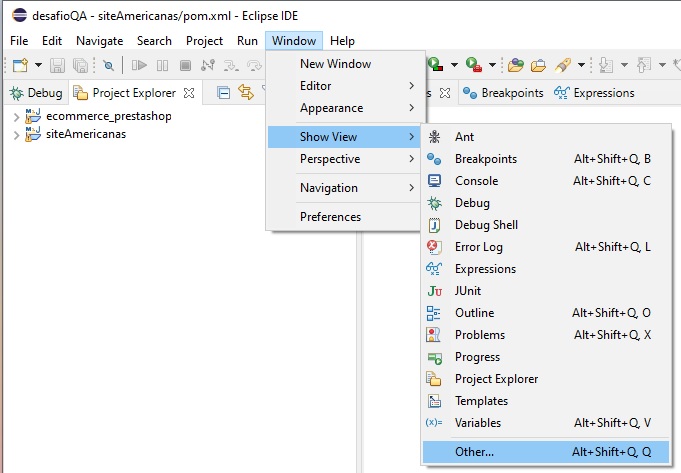 desafioQA - siteAmericanas/pom.xml - Eclipse IDE
File Edit Navigate Search Project Run Window Help
Debug Project Explorer s Breakpoints Expressions
ecommerce_prestashop
siteAmericanas
New Window
Editor
Appearance
Show View
Perspective
Navigation
Preferences
Ant
Breakpoints Alt+Shift+Q, B
Console Alt+Shift+Q, C
Debug
Debug Shell
Error Log Alt+Shift+Q, L
Expressions
JUnit
Outline Alt+Shift+Q, O
Problems Alt+Shift+Q, X
Progress
Project Explorer
Templates
Variables Alt+Shift+Q, V
Other... Alt+Shift+Q, Q